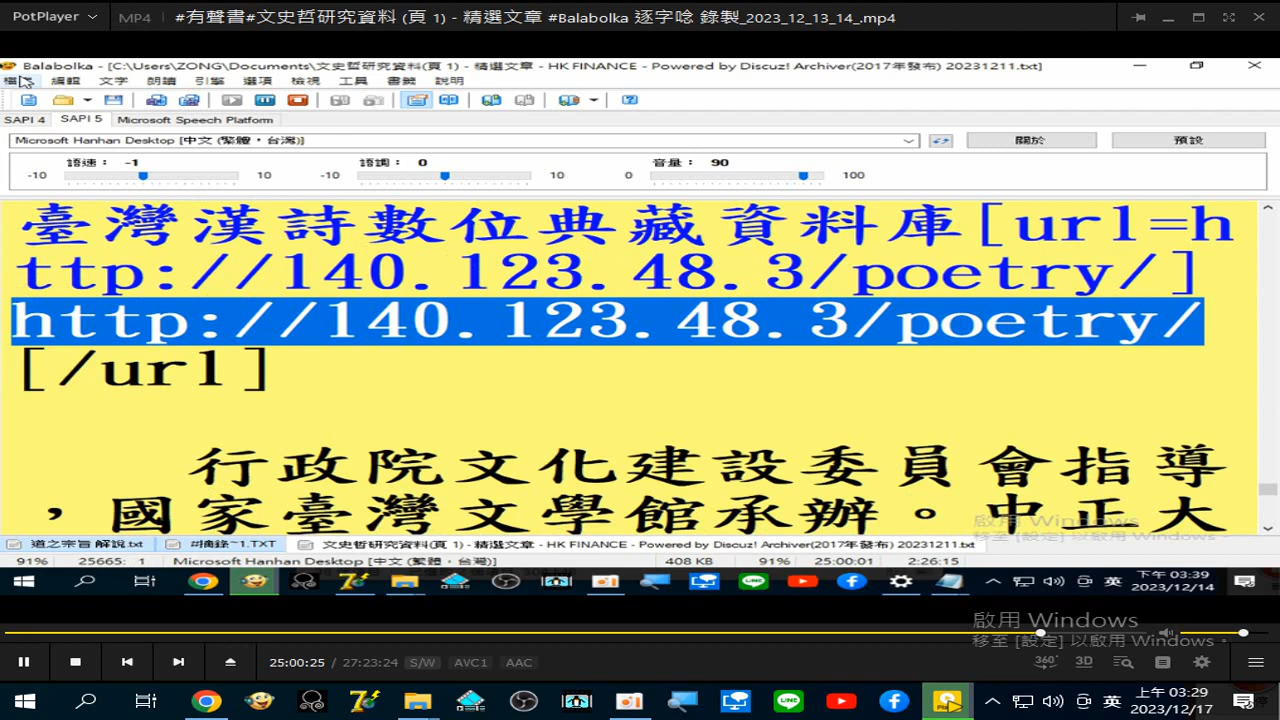 PotPlayer MP4 #有聲書#文史哲研究資料 (頁 1) - 精選文章 #Balabolka 逐字唸 錄製_2023_12_13_14_.mp4
Balabolka - [C:\Users\ZONG\Documents\文史哲研究資料(頁 1) - 精選文章 - HK FINANCE - Powered by Discuz! Archiver(2017年發布) 20231211.txt]
檔案 編輯 文字 朗讀 引擎 選項 檢視 工具 書籤 說明
SAPI 4 SAPI 5 Microsoft Speech Platform
Microsoft Hanhan Desktop [中文 (繁體，台灣)] 關於 預設
語速： -1 語調： 0 音量： 90
-10 10 -10 10 0 100
臺灣漢詩數位典藏資料庫[url=h
ttp://140.123.48.3/poetry/]
http://140.123.48.3/poetry/
[/url]
行政院文化建設委員會指導
，國家臺灣文學館承辦。中正大
啟用 Windows
移至 [設定] 以啟用 Windows。
道之宗旨 解說.txt #摘錄~1.TXT 文史哲研究資料(頁 1) - 精選文章 - HK FINANCE - Powered by Discuz! Archiver(2017年發布) 20231211.txt
91% 25665: 1 Microsoft Hanhan Desktop [中文 (繁體，台灣)] 408 KB 91% 25:00:01 2:26:15
英 下午 03:39
2023/12/14
啟用 Windows
移至 [設定] 以啟用 Windows。
25:00:25 / 27:23:24 S/W AVC1 AAC 360° 3D
英 上午 03:29
2023/12/17